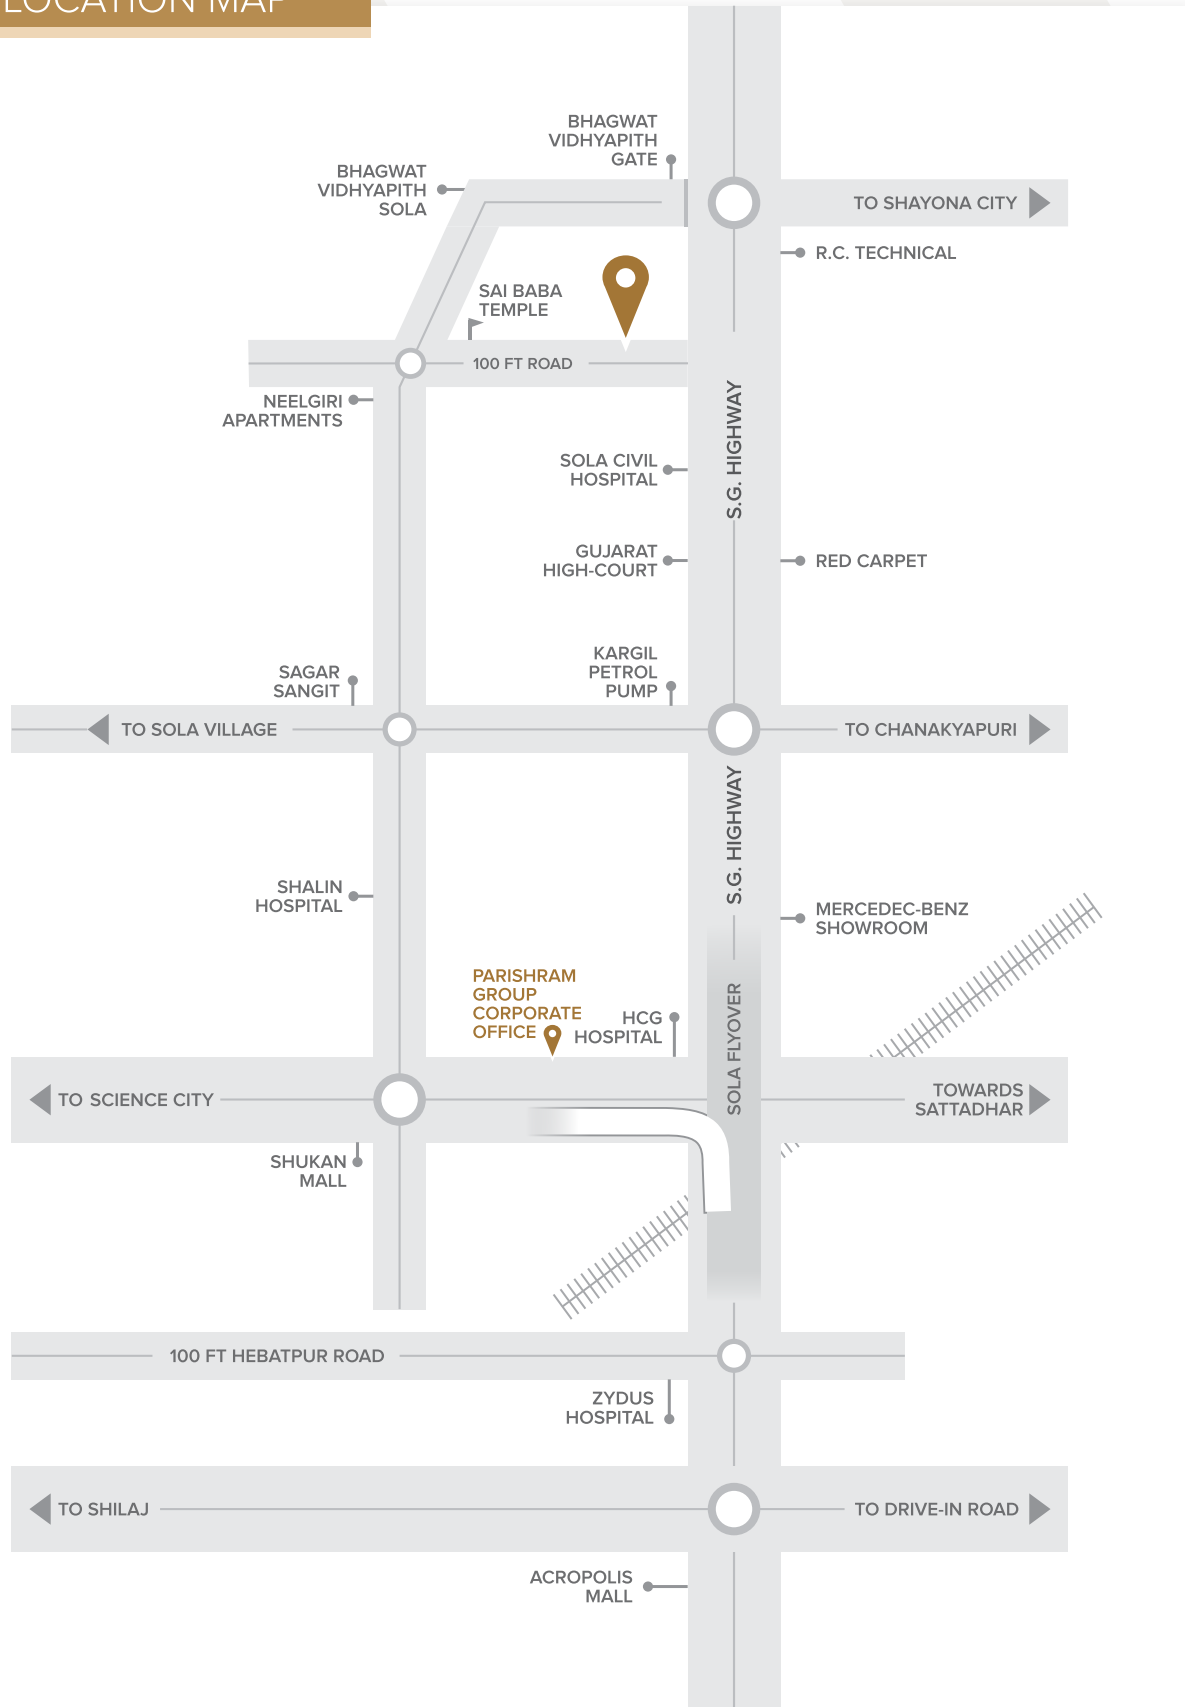 LOCATION MAP
BHAGWAT
VIDHYAPITH
GATE
BHAGWAT
VIDHYAPITH
SOLA
TO SHAYONA CITY
R.C. TECHNICAL
SAI BABA
TEMPLE
100 FT ROAD
NEELGIRI
APARTMENTS
S.G. HIGHWAY
SOLA CIVIL
HOSPITAL
GUJARAT
HIGH-COURT
RED CARPET
KARGIL
PETROL
PUMP
SAGAR
SANGIT
TO SOLA VILLAGE
TO CHANAKYAPURI
S.G. HIGHWAY
SHALIN
HOSPITAL
MERCEDEC-BENZ
SHOWROOM
PARISHRAM
GROUP
CORPORATE
OFFICE
HCG
HOSPITAL
SOLA FLYOVER
TO SCIENCE CITY
TOWARDS
SATTADHAR
SHUKAN
MALL
100 FT HEBATPUR ROAD
ZYDUS
HOSPITAL
TO SHILAJ
TO DRIVE-IN ROAD
ACROPOLIS
MALL